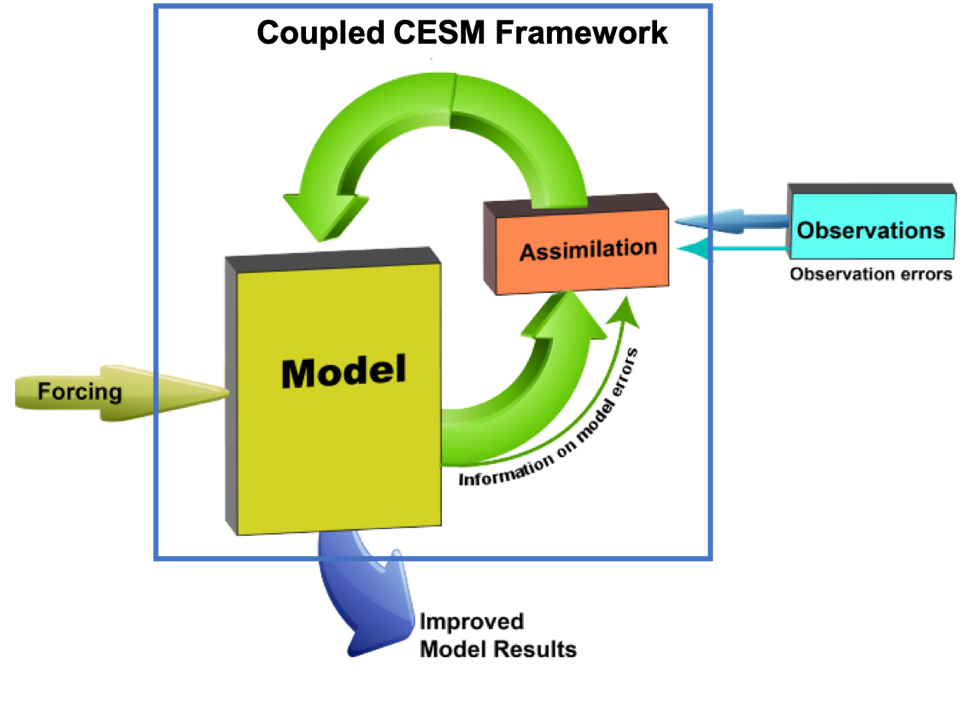 Coupled CESM Framework
Assimilation
Observations
Observation errors
Model
Forcing
Information on model errors
Improved
Model Results